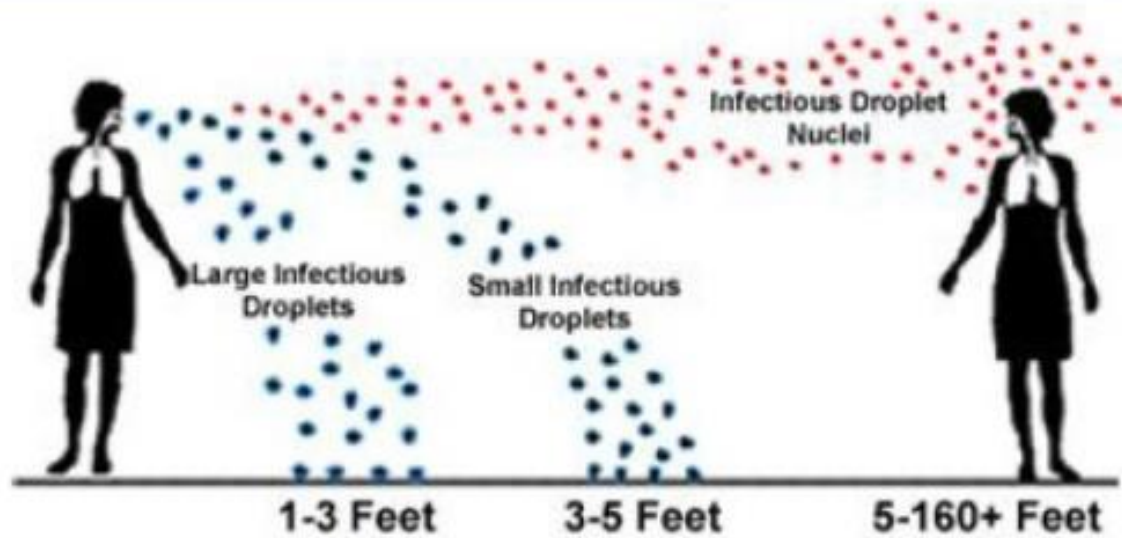 Infectious Droplet
Nuclei
Large Infectious
Droplets
Small Infectious
Droplets
1-3 Feet
3-5 Feet
5-160+ Feet